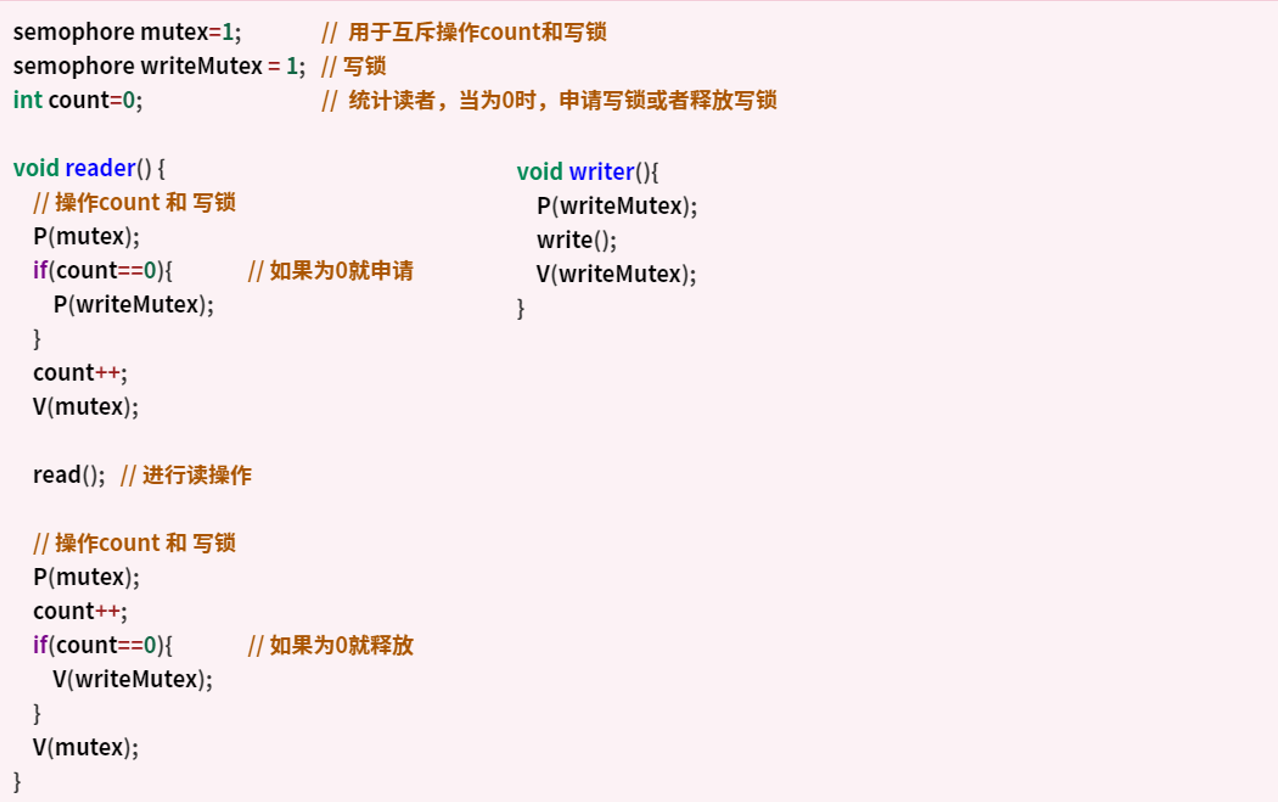 semophore mutex=1; // 用于互斥操作count和写锁
semophore writeMutex = 1; // 写锁
int count=0; // 统计读者，当为0时，申请写锁或者释放写锁
void reader() {
// 操作count 和 写锁
P(mutex);
if(count==0){ // 如果为0就申请
P(writeMutex);
}
count++;
V(mutex);
read(); // 进行读操作
// 操作count 和 写锁
P(mutex);
count++;
if(count==0){ // 如果为0就释放
V(writeMutex);
}
V(mutex);
}
void writer(){
P(writeMutex);
write();
V(writeMutex);
}